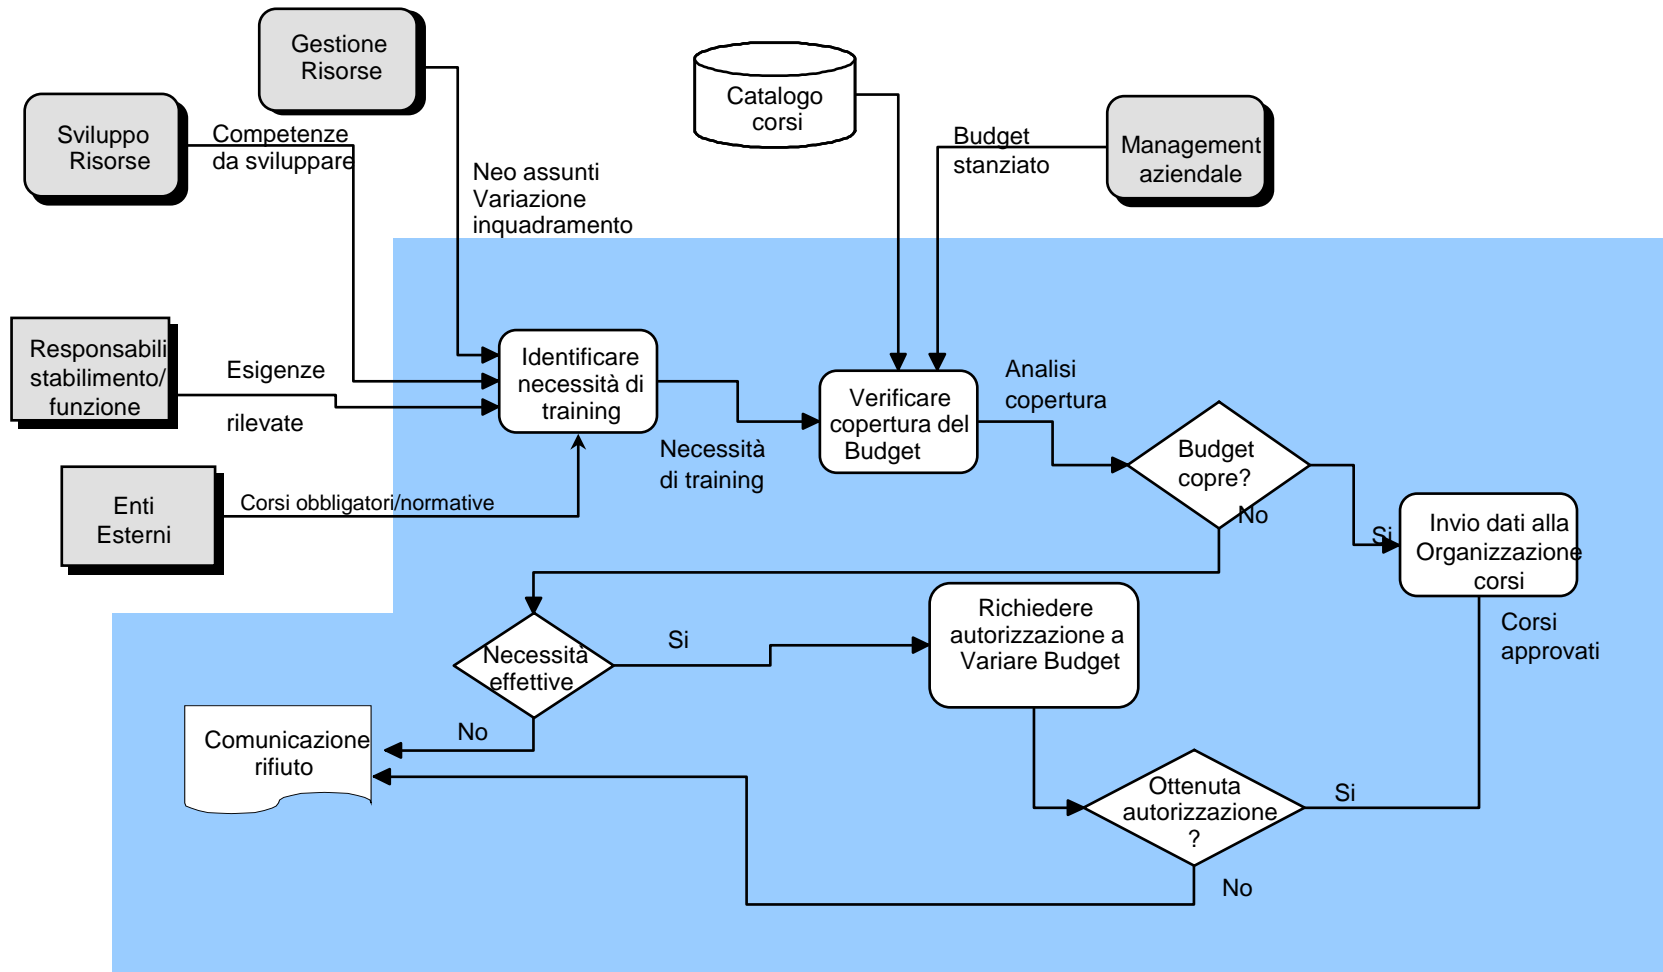 Gestione
Risorse
Sviluppo
Risorse
Competenze
da sviluppare
Neo assunti
Variazione
inquadramento
Catalogo
corsi
Budget
stanziato
Management
aziendale
Responsabili
stabilimento/
funzione
Esigenze
rilevate
Identificare
necessità di
training
Necessità
di training
Verificare
copertura del
Budget
Analisi
copertura
Budget
copre?
No
Si
Invio dati alla
Organizzazione
corsi
Enti
Esterni
Corsi obbligatori/normative
Necessità
effettive
Si
No
Richiedere
autorizzazione a
Variare Budget
Corsi
approvati
Comunicazione
rifiuto
Ottenuta
autorizzazione
?
Si
No